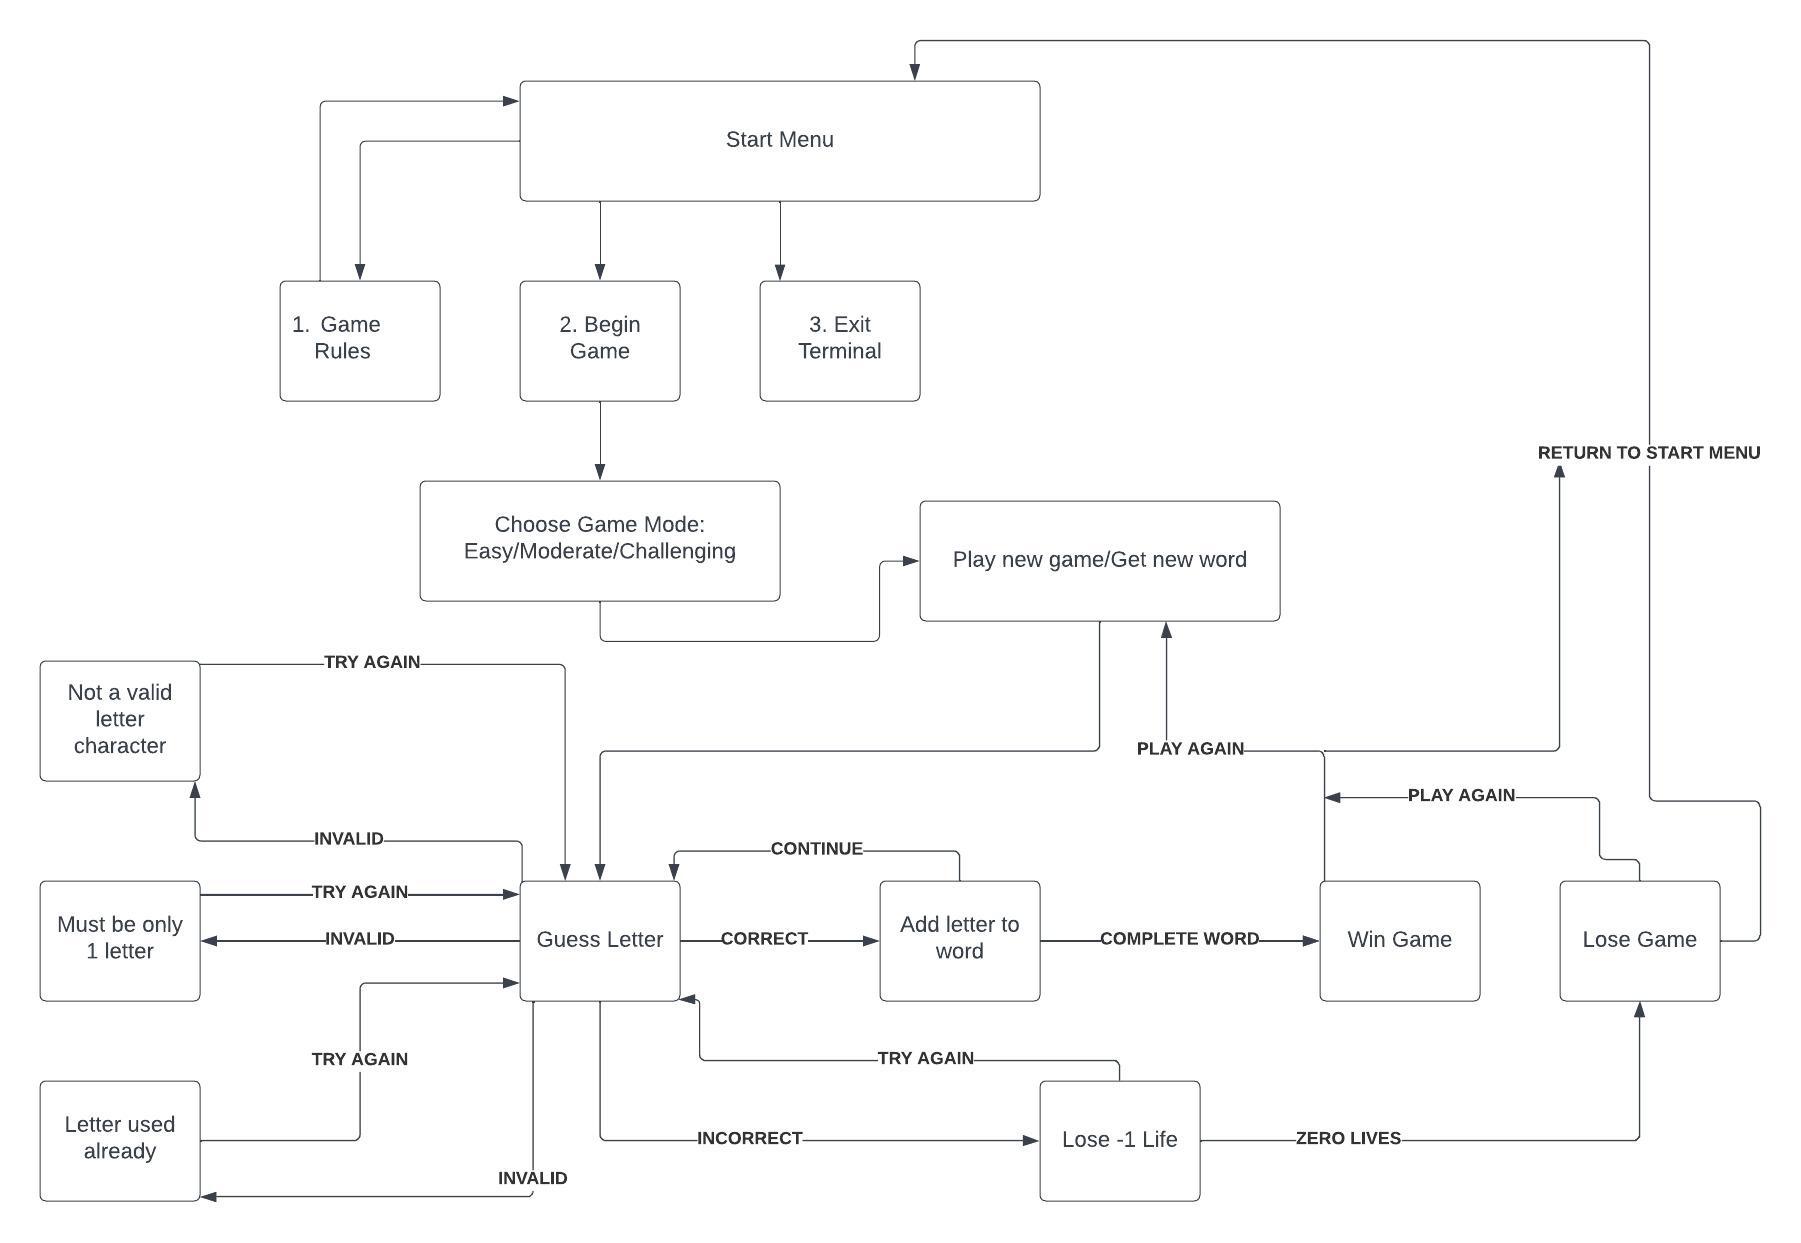 Start Menu
1. Game
Rules
2. Begin
Game
3. Exit
Terminal
RETURN TO START MENU
Choose Game Mode:
Easy/Moderate/Challenging
Play new game/Get new word
TRY AGAIN
Not a valid
letter
character
PLAY AGAIN
PLAY AGAIN
INVALID
CONTINUE
TRY AGAIN
Must be only
1 letter
INVALID
Guess Letter
CORRECT
Add letter to
word
COMPLETE WORD
Win Game
Lose Game
TRY AGAIN
TRY AGAIN
Letter used
already
INCORRECT
Lose -1 Life
ZERO LIVES
INVALID